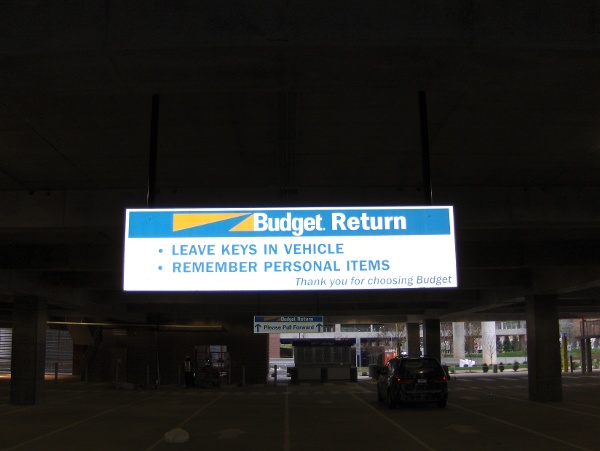 Budget. Return
• LEAVE KEYS IN VEHICLE
• REMEMBER PERSONAL ITEMS
Thank you for choosing Budget
Budget Return
Please Pull Forward